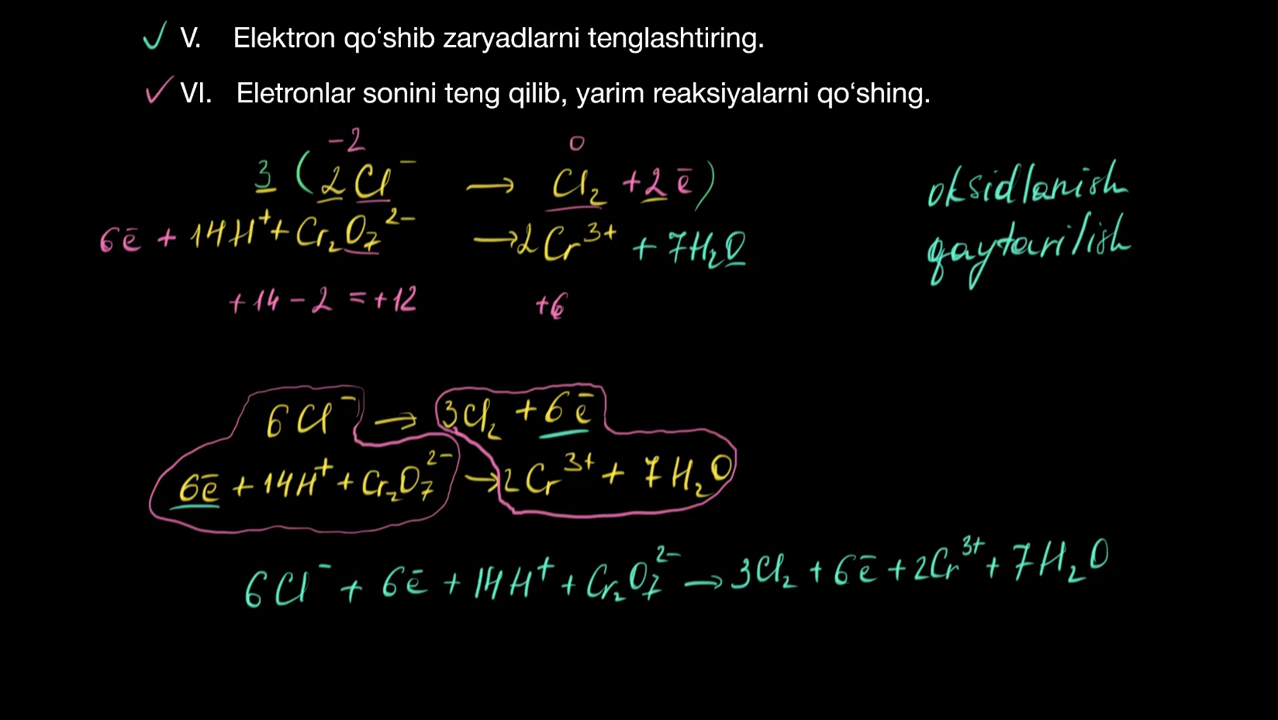 ✓ V. Elektron qo‘shib zaryadlarni tenglashtiring.
✓ VI. Eletronlar sonini teng qilib, yarim reaksiyalarni qo‘shing.
-2 0
3 (2Cl⁻ → Cl₂ + 2ē) oksidlanish
6ē + 14H⁺ + Cr₂O₇²⁻ → 2Cr³⁺ + 7H₂O qaytarilish
+14 - 2 = +12 +6
6Cl⁻ → 3Cl₂ + 6ē
6ē + 14H⁺ + Cr₂O₇²⁻ → 2Cr³⁺ + 7H₂O
6Cl⁻ + 6ē + 14H⁺ + Cr₂O₇²⁻ → 3Cl₂ + 6ē + 2Cr³⁺ + 7H₂O